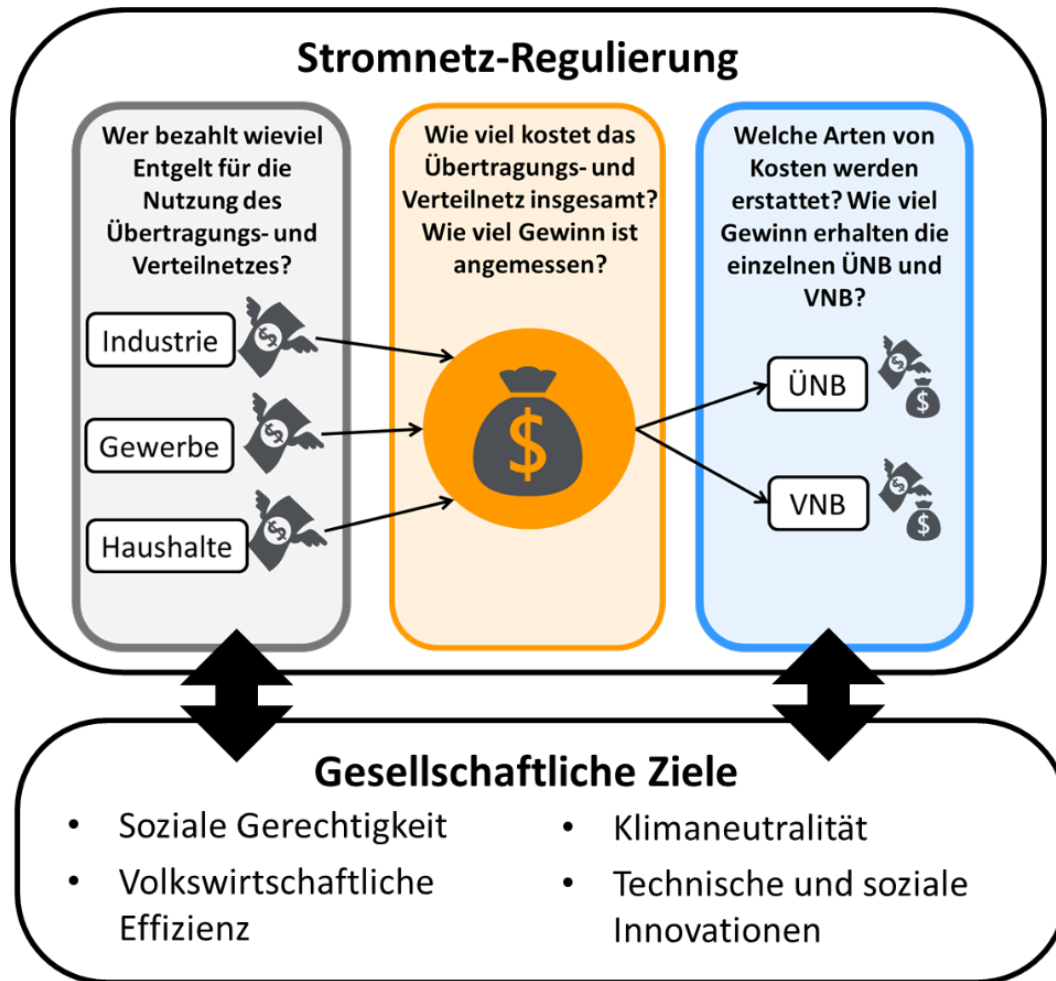 Stromnetz-Regulierung
Wer bezahlt wieviel
Entgelt für die
Nutzung des
Übertragungs- und
Verteilnetzes?
Industrie
$
Gewerbe
$
Haushalte
$
Wie viel kostet das
Übertragungs- und
Verteilnetz insgesamt?
Wie viel Gewinn ist
angemessen?
$
Welche Arten von
Kosten werden
erstattet? Wie viel
Gewinn erhalten die
einzelnen ÜNB und
VNB?
ÜNB
$
$
VNB
$
$
Gesellschaftliche Ziele
• Soziale Gerechtigkeit
• Volkswirtschaftliche
Effizienz
• Klimaneutralität
• Technische und soziale
Innovationen